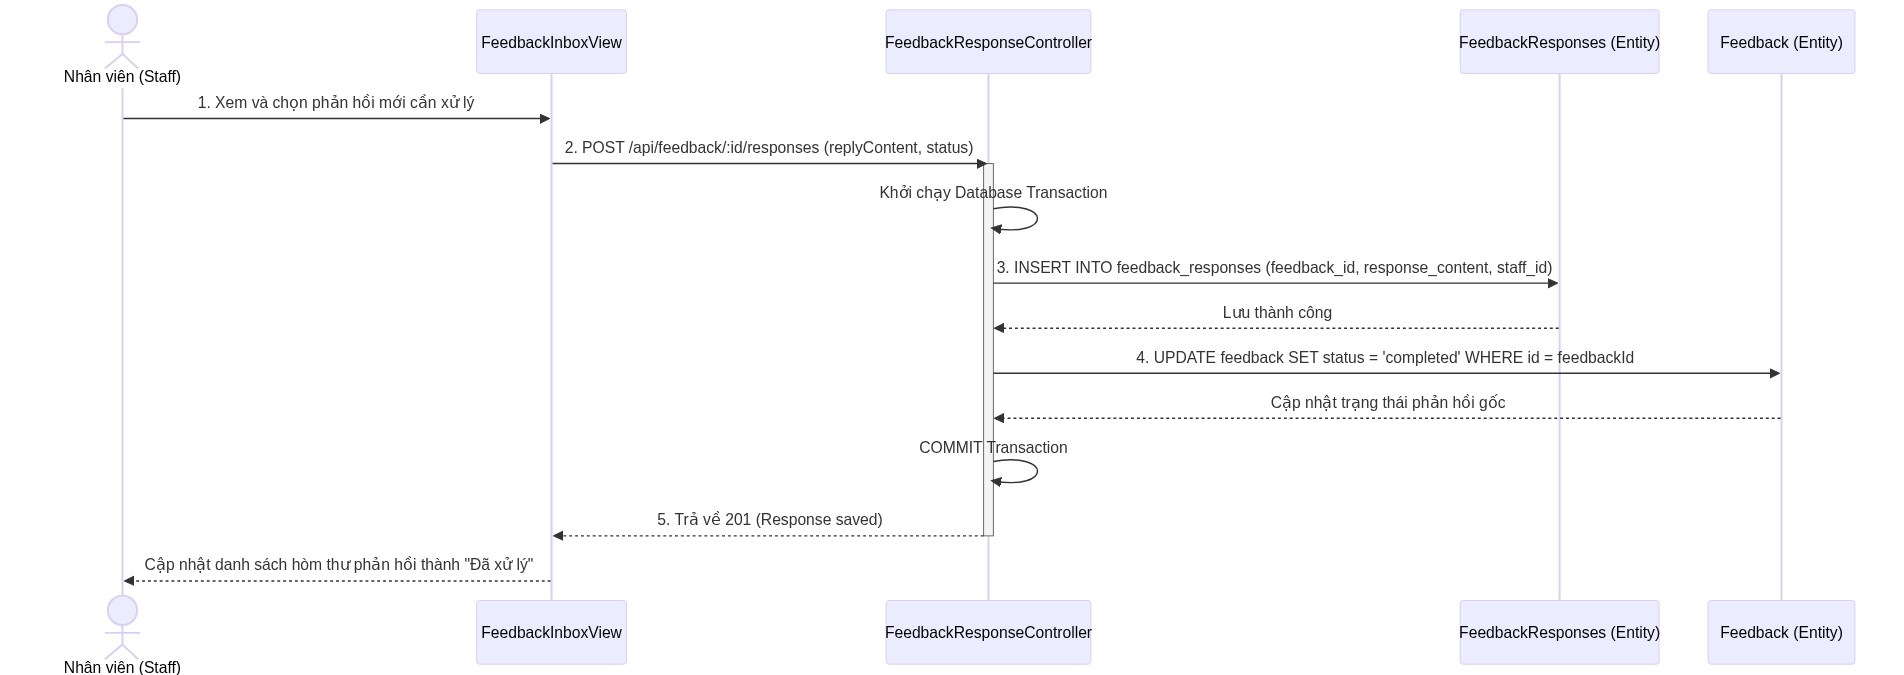 Nhân viên (Staff)
FeedbackInboxView
FeedbackResponseController
FeedbackResponses (Entity)
Feedback (Entity)
1. Xem và chọn phản hồi mới cần xử lý
2. POST /api/feedback/:id/responses (replyContent, status)
Khởi chạy Database Transaction
3. INSERT INTO feedback_responses (feedback_id, response_content, staff_id)
Lưu thành công
4. UPDATE feedback SET status = 'completed' WHERE id = feedbackId
Cập nhật trạng thái phản hồi gốc
COMMIT Transaction
5. Trả về 201 (Response saved)
Cập nhật danh sách hòm thư phản hồi thành "Đã xử lý"
Nhân viên (Staff)
FeedbackInboxView
FeedbackResponseController
FeedbackResponses (Entity)
Feedback (Entity)